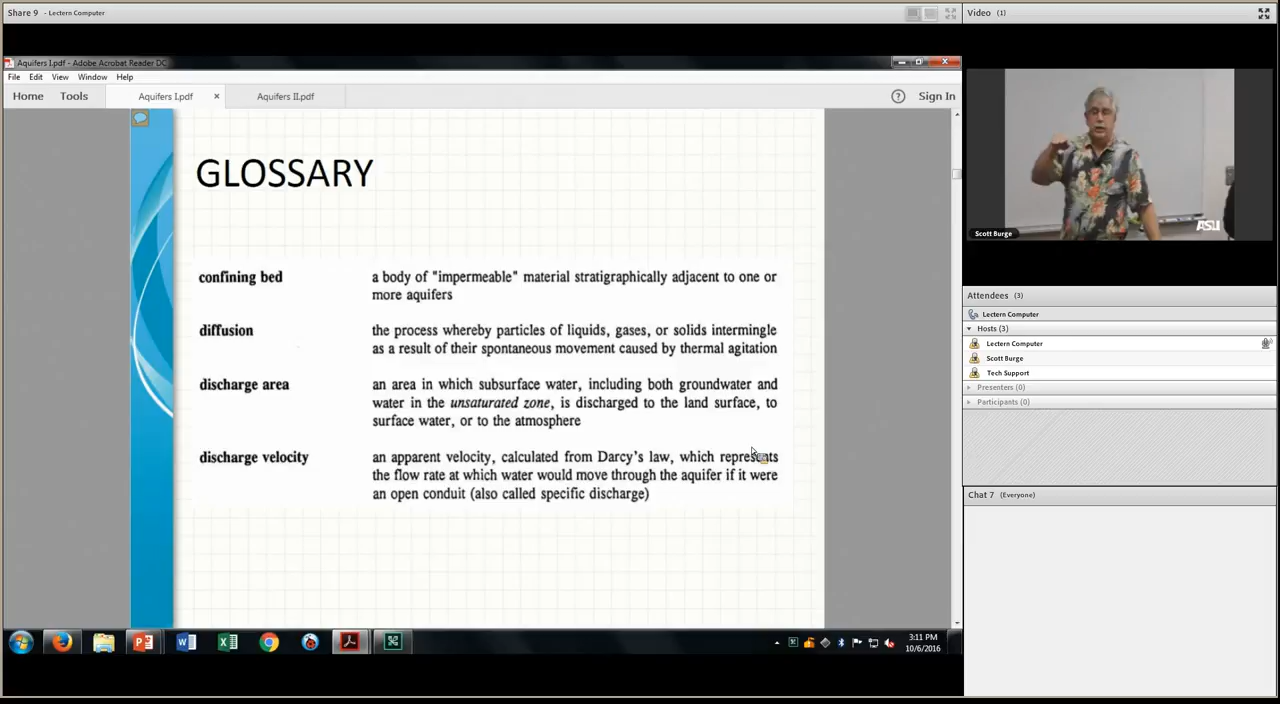 Share 9 - Lectern Computer
Aquifers I.pdf - Adobe Acrobat Reader DC
File Edit View Window Help
Home Tools Aquifers I.pdf × Aquifers II.pdf ? Sign In
GLOSSARY
confining bed a body of "impermeable" material stratigraphically adjacent to one or
more aquifers
diffusion the process whereby particles of liquids, gases, or solids intermingle
as a result of their spontaneous movement caused by thermal agitation
discharge area an area in which subsurface water, including both groundwater and
water in the unsaturated zone, is discharged to the land surface, to
surface water, or to the atmosphere
discharge velocity an apparent velocity, calculated from Darcy's law, which represents
the flow rate at which water would move through the aquifer if it were
an open conduit (also called specific discharge)
3:11 PM
10/6/2016
Video (1)
ASU
Scott Burge
Attendees (3)
Lectern Computer
Hosts (3)
Lectern Computer
Scott Burge
Tech Support
Presenters (0)
Participants (0)
Chat 7 (Everyone)